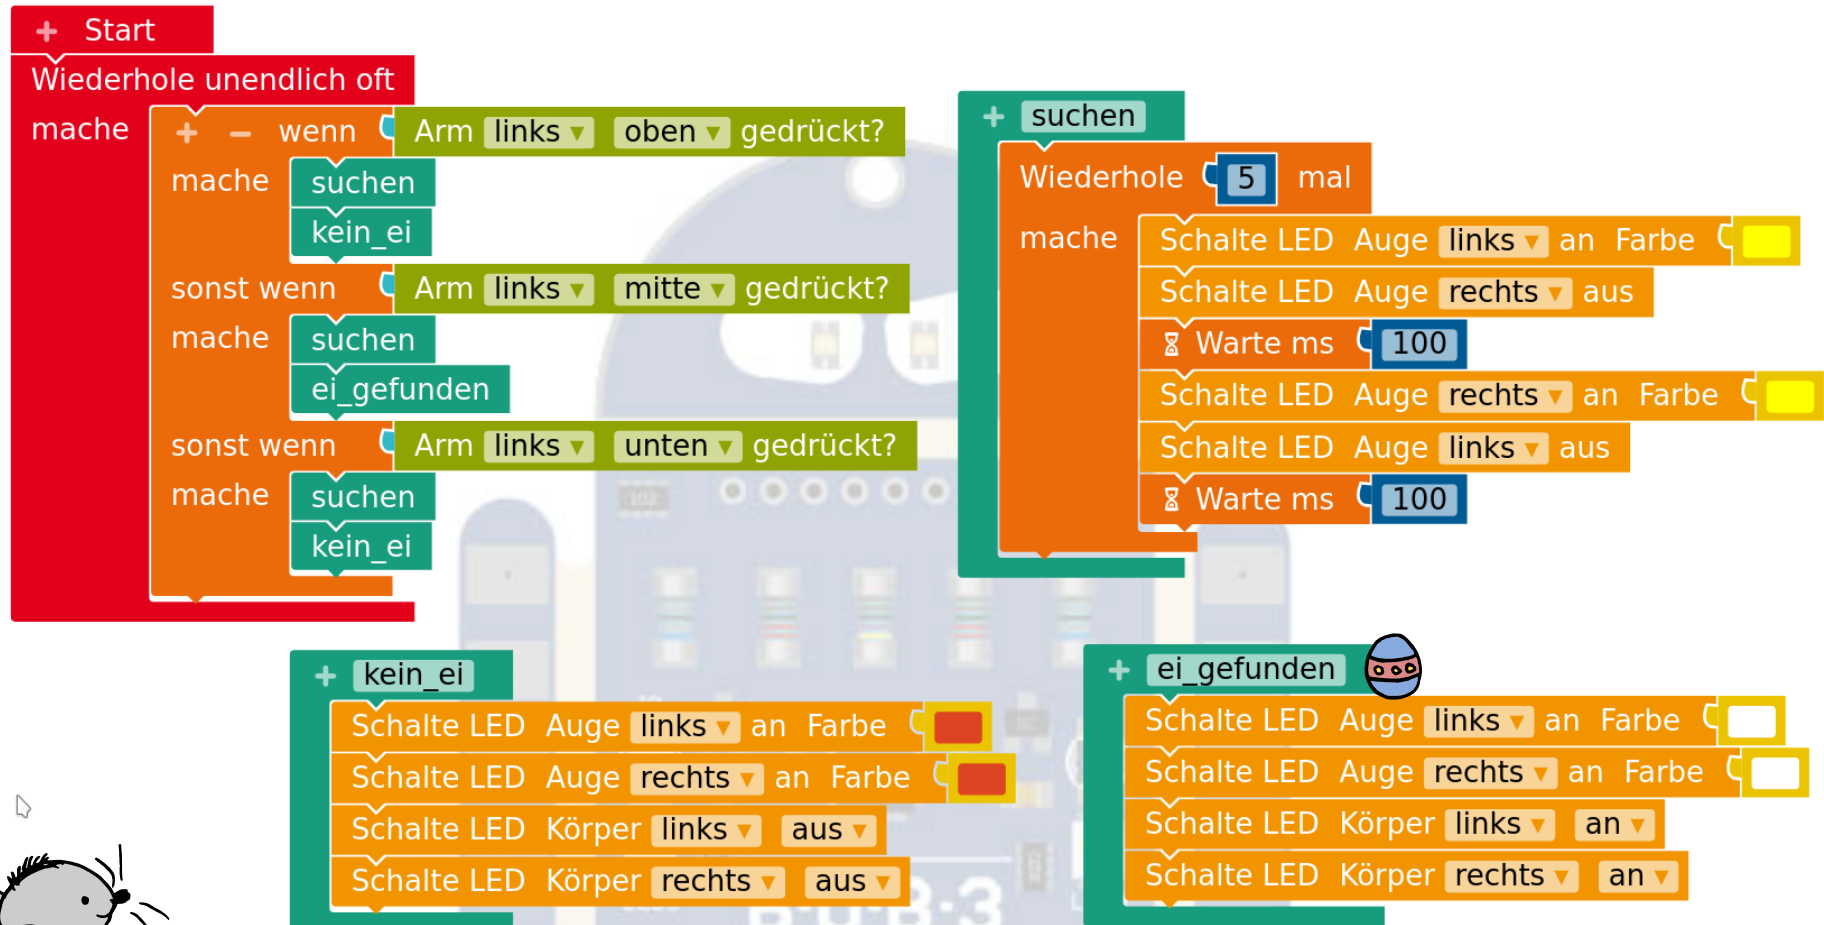 + Start
Wiederhole unendlich oft
mache
+ − wenn Arm links ▾ oben ▾ gedrückt?
mache suchen
kein_ei
sonst wenn Arm links ▾ mitte ▾ gedrückt?
mache suchen
ei_gefunden
sonst wenn Arm links ▾ unten ▾ gedrückt?
mache suchen
kein_ei
+ suchen
Wiederhole 5 mal
mache Schalte LED Auge links ▾ an Farbe
Schalte LED Auge rechts ▾ aus
Warte ms 100
Schalte LED Auge rechts ▾ an Farbe
Schalte LED Auge links ▾ aus
Warte ms 100
+ kein_ei
Schalte LED Auge links ▾ an Farbe
Schalte LED Auge rechts ▾ an Farbe
Schalte LED Körper links ▾ aus ▾
Schalte LED Körper rechts ▾ aus ▾
+ ei_gefunden
Schalte LED Auge links ▾ an Farbe
Schalte LED Auge rechts ▾ an Farbe
Schalte LED Körper links ▾ an ▾
Schalte LED Körper rechts ▾ an ▾
102
B·O·B-3